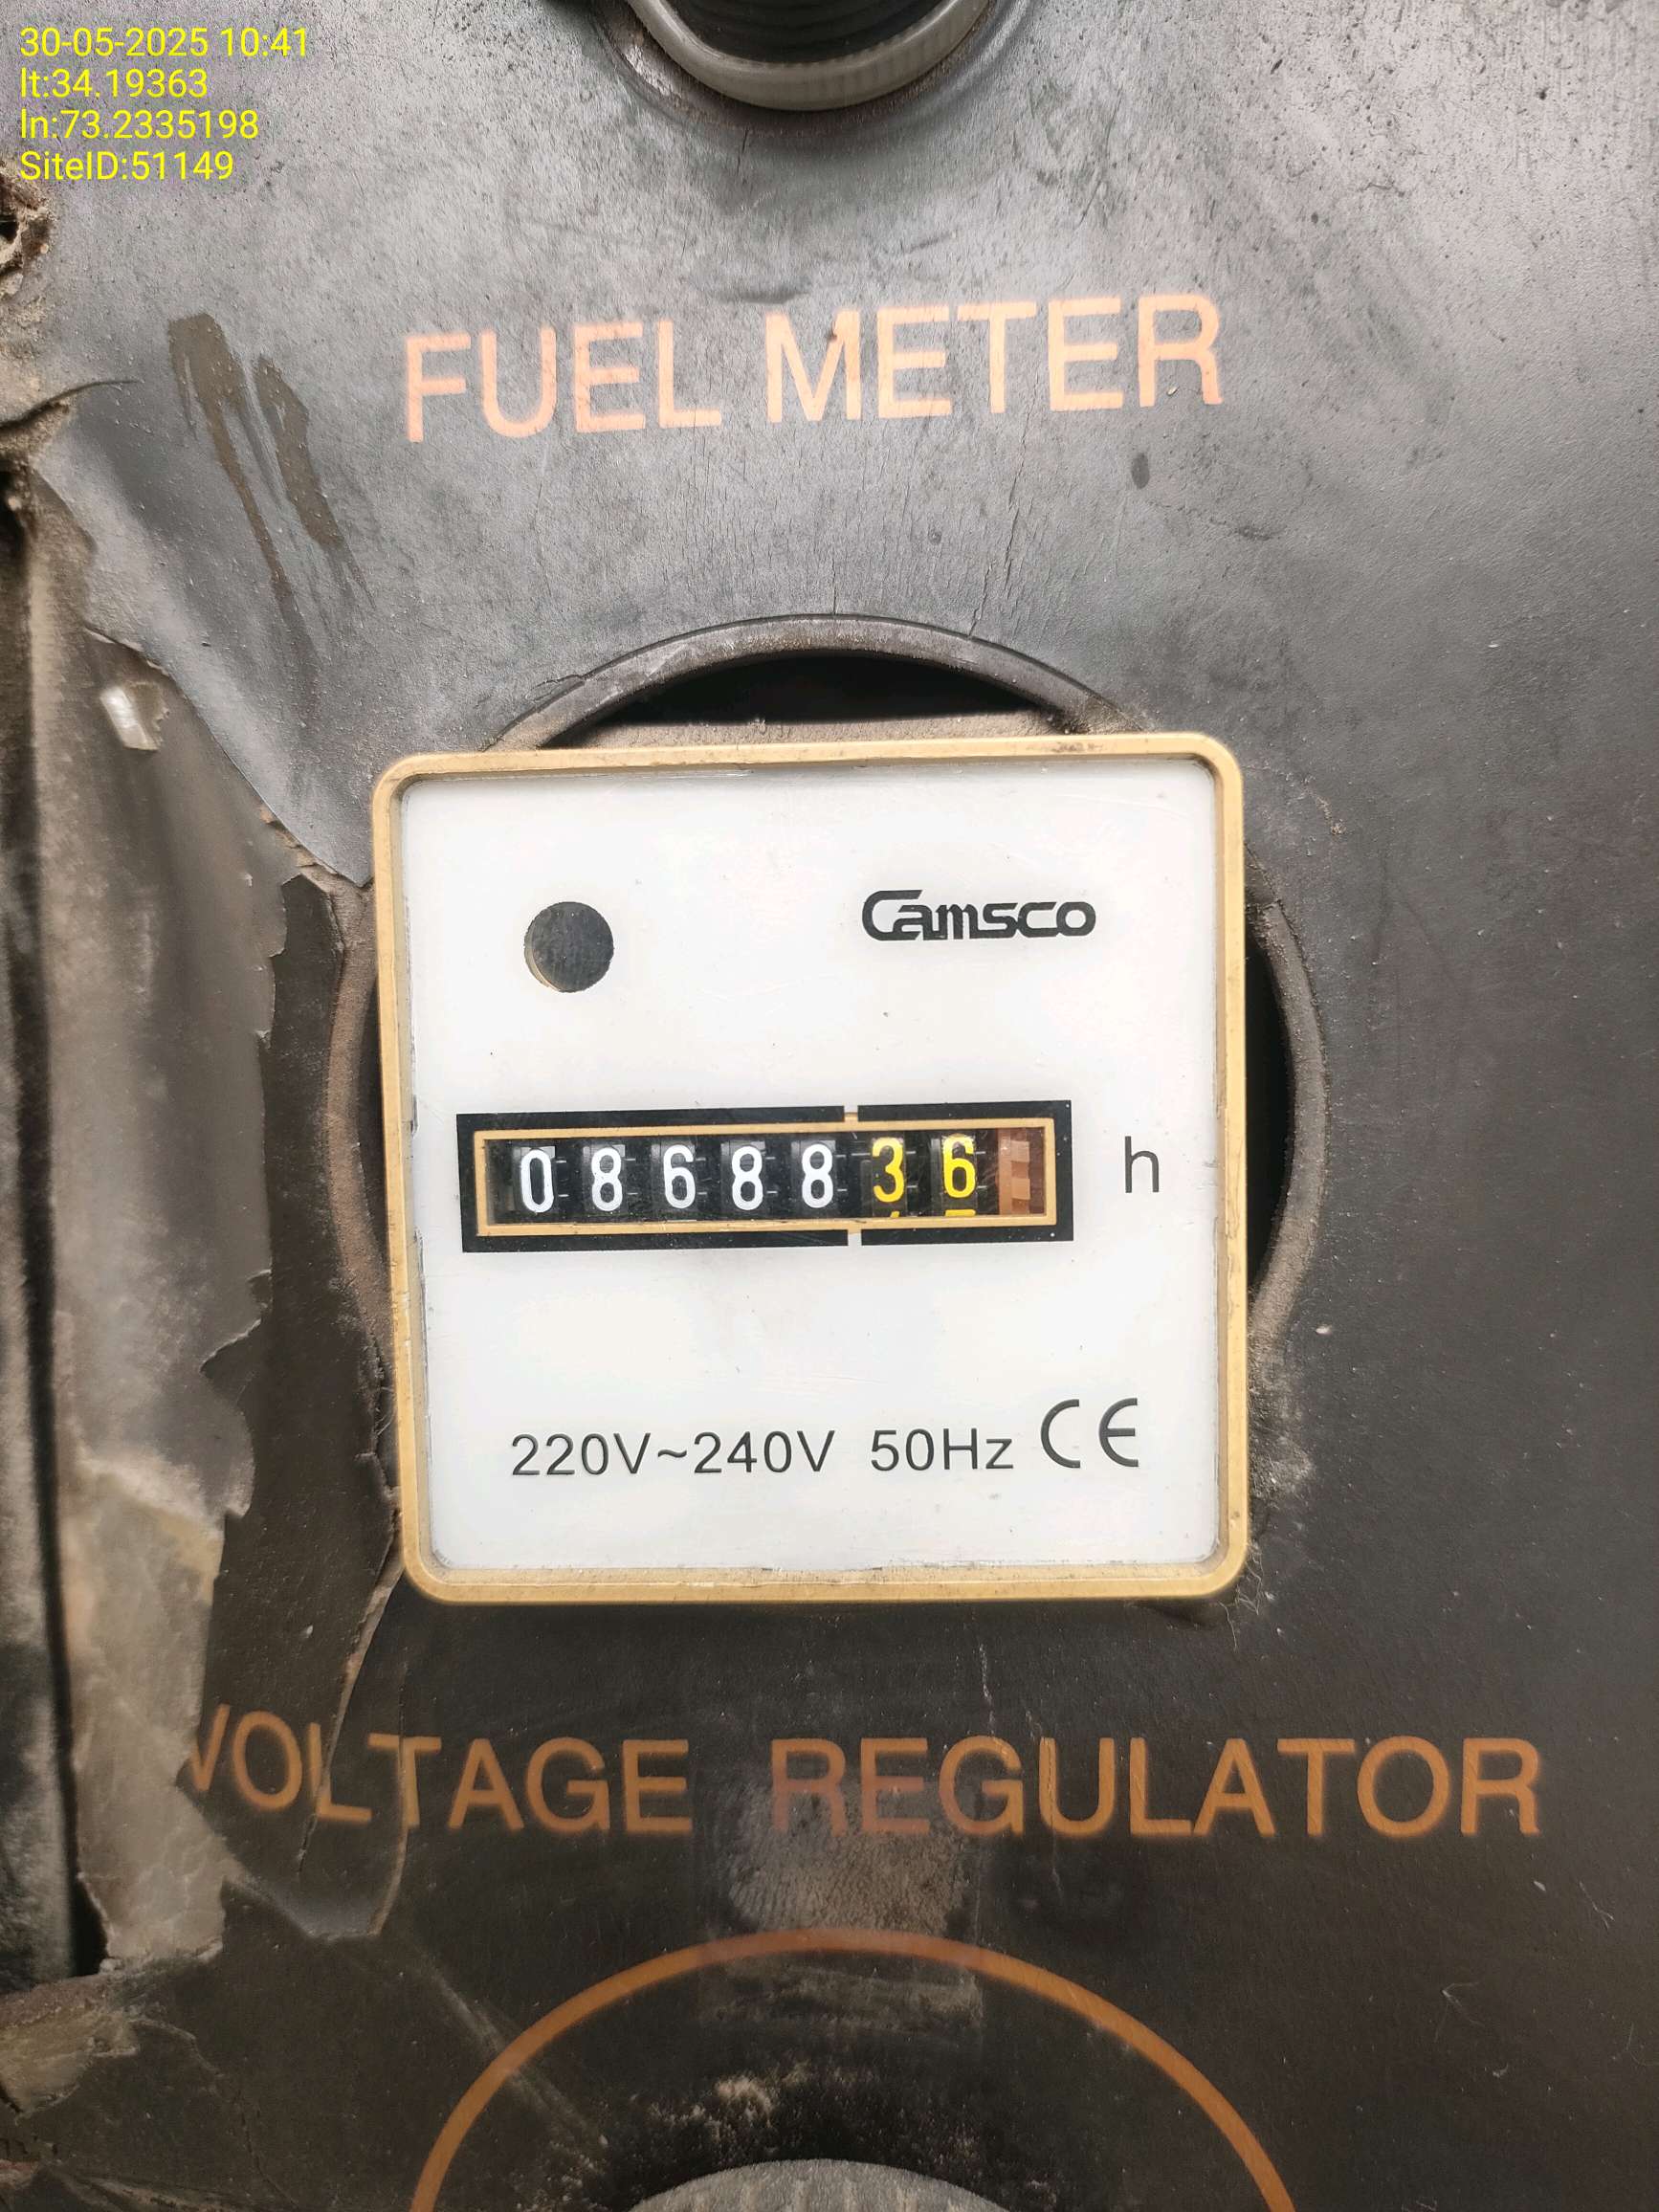 30-05-2025 10:41
lt:34.19363
ln:73.2335198
SiteID:51149
FUEL METER
Camsco
0868836 h
220V~240V 50Hz CE
VOLTAGE REGULATOR